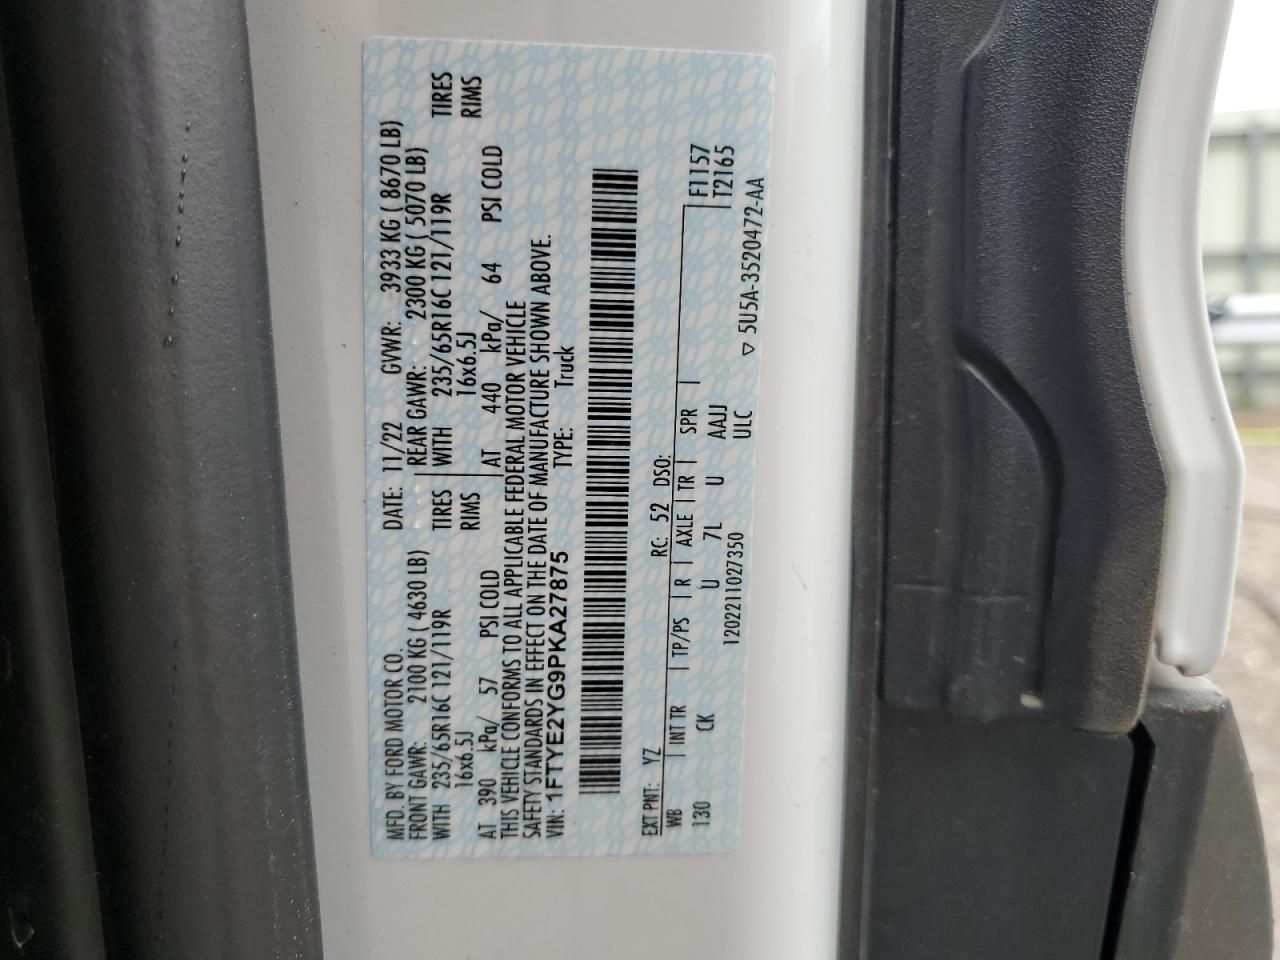 MFD. BY FORD MOTOR CO. DATE: 11/22 GVWR: 3933 KG ( 8670 LB)
FRONT GAWR: 2100 KG ( 4630 LB) REAR GAWR: 2300 KG ( 5070 LB)
WITH 235/65R16C 121/119R TIRES WITH 235/65R16C 121/119R TIRES
16x6.5J RIMS 16x6.5J RIMS
AT 390 kPa/ 57 PSI COLD AT 440 kPa/ 64 PSI COLD
THIS VEHICLE CONFORMS TO ALL APPLICABLE FEDERAL MOTOR VEHICLE
SAFETY STANDARDS IN EFFECT ON THE DATE OF MANUFACTURE SHOWN ABOVE.
VIN: 1FTYE2YG9PKA27875 TYPE: Truck
EXT PNT: YZ RC: 52 DSO:
WB INT TR TP/PS R AXLE TR SPR F1157
130 CK U 7L U AAJJ T2165
1202211027350 ULC
▽ 5U5A-3520472-AA